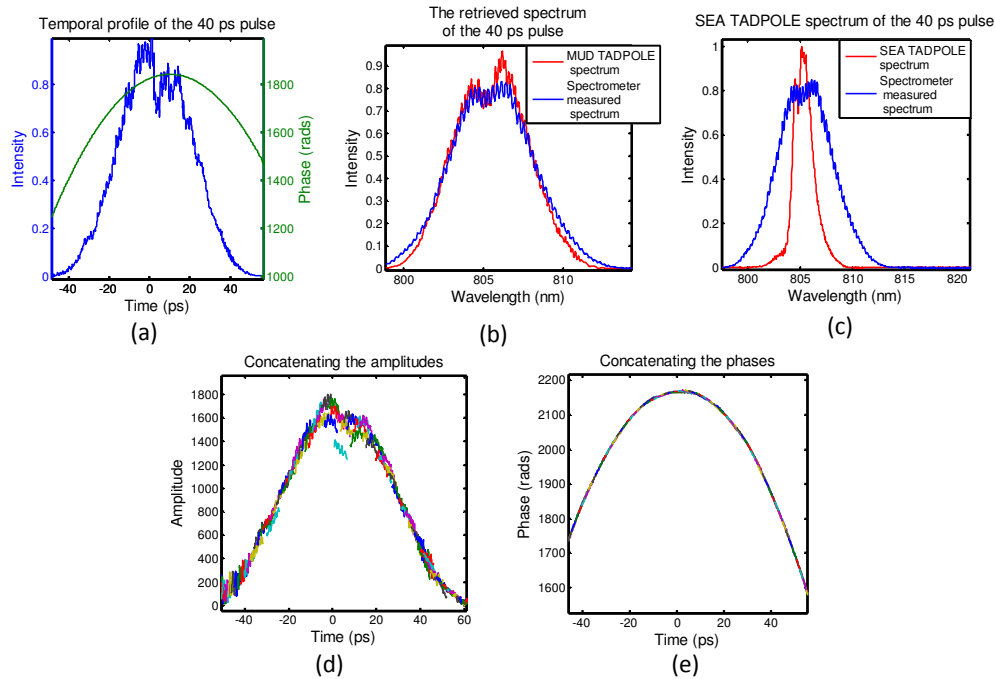 Temporal profile of the 40 ps pulse
0.8
0.6
0.4
0.2
0
Intensity
1800
1600
1400
1200
1000
Phase (rads)
-40 -20 0 20 40
Time (ps)
(a)
The retrieved spectrum
of the 40 ps pulse
MUD TADPOLE
spectrum
Spectrometer
measured
spectrum
0.9
0.8
0.7
0.6
0.5
0.4
0.3
0.2
0.1
0
Intensity
800 805 810
Wavelength (nm)
(b)
SEA TADPOLE spectrum of the 40 ps pulse
SEA TADPOLE
spectrum
Spectrometer
measured
spectrum
1
0.8
0.6
0.4
0.2
0
Intensity
800 805 810 815 820
Wavelength (nm)
(c)
Concatenating the amplitudes
1800
1600
1400
1200
1000
800
600
400
200
0
Amplitude
-40 -20 0 20 40 60
Time (ps)
(d)
Concatenating the phases
2200
2100
2000
1900
1800
1700
1600
Phase (rads)
-40 -20 0 20 40
Time (ps)
(e)